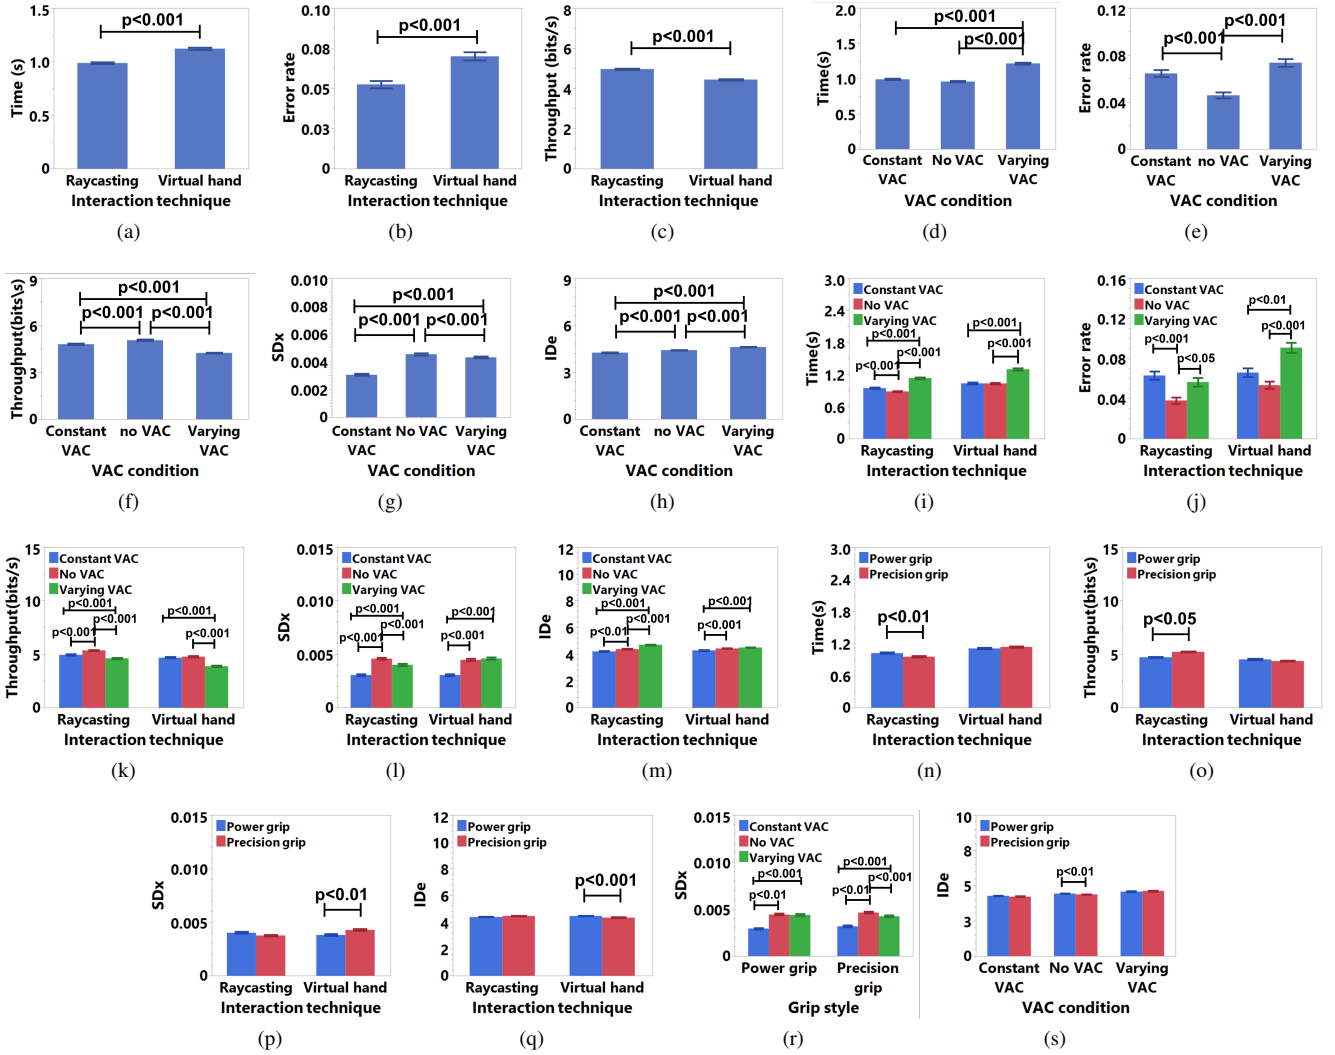 1.5
1.0
0.5
0
Time (s)
p<0.001
Raycasting Virtual hand
Interaction technique
(a)
0.10
0.08
0.05
0.03
0.00
Error rate
p<0.001
Raycasting Virtual hand
Interaction technique
(b)
8
6
4
2
0
Throughput (bits/s)
p<0.001
Raycasting Virtual hand
Interaction technique
(c)
2.0
1.5
1.0
0.5
0
Time(s)
p<0.001
p<0.001
Constant No VAC Varying
VAC VAC
VAC condition
(d)
0.12
0.08
0.04
0
Error rate
p<0.001
p<0.001
Constant no VAC Varying
VAC VAC
VAC condition
(e)
9
6
3
0
Throughput(bits\s)
p<0.001
p<0.001 p<0.001
Constant no VAC Varying
VAC VAC
VAC condition
(f)
0.010
0.008
0.006
0.004
0.002
0
SDx
p<0.001
p<0.001 p<0.001
Constant No VAC Varying
VAC VAC
VAC condition
(g)
9
6
3
0
IDe
p<0.001
p<0.001 p<0.001
Constant no VAC Varying
VAC VAC
VAC condition
(h)
3.0
2.4
1.8
1.2
0.6
0
Time(s)
Constant VAC
No VAC
Varying VAC
p<0.001
p<0.001
p<0.001
p<0.001
p<0.001
Raycasting Virtual hand
Interaction technique
(i)
0.16
0.12
0.08
0.04
0
Error rate
Constant VAC
No VAC
Varying VAC
p<0.01
p<0.001
p<0.001
p<0.05
Raycasting Virtual hand
Interaction technique
(j)
15
10
5
0
Throughput(bits/s)
Constant VAC
No VAC
Varying VAC
p<0.001
p<0.001
p<0.001
p<0.001
p<0.001
Raycasting Virtual hand
Interaction technique
(k)
0.015
0.010
0.005
0
SDx
Constant VAC
No VAC
Varying VAC
p<0.001
p<0.001
p<0.001
p<0.001
p<0.001
Raycasting Virtual hand
Interaction technique
(l)
12
10
8
6
4
2
0
IDe
Constant VAC
No VAC
Varying VAC
p<0.001
p<0.001
p<0.01
p<0.001
p<0.001
Raycasting Virtual hand
Interaction technique
(m)
3.0
2.4
1.8
1.2
0.6
0
Time(s)
Power grip
Precision grip
p<0.01
Raycasting Virtual hand
Interaction technique
(n)
15
10
5
0
Throughput(bits\s)
Power grip
Precision grip
p<0.05
Raycasting Virtual hand
Interaction technique
(o)
0.015
0.010
0.005
0
SDx
Power grip
Precision grip
p<0.01
Raycasting Virtual hand
Interaction technique
(p)
12
10
8
6
4
2
0
IDe
Power grip
Precision grip
p<0.001
Raycasting Virtual hand
Interaction technique
(q)
0.015
0.010
0.005
0
SDx
Constant VAC
No VAC
Varying VAC
p<0.001
p<0.01
p<0.001
p<0.001
p<0.01
Power grip Precision
grip
Grip style
(r)
10
8
5
3
0
IDe
Power grip
Precision grip
p<0.01
Constant No VAC Varying
VAC VAC
VAC condition
(s)